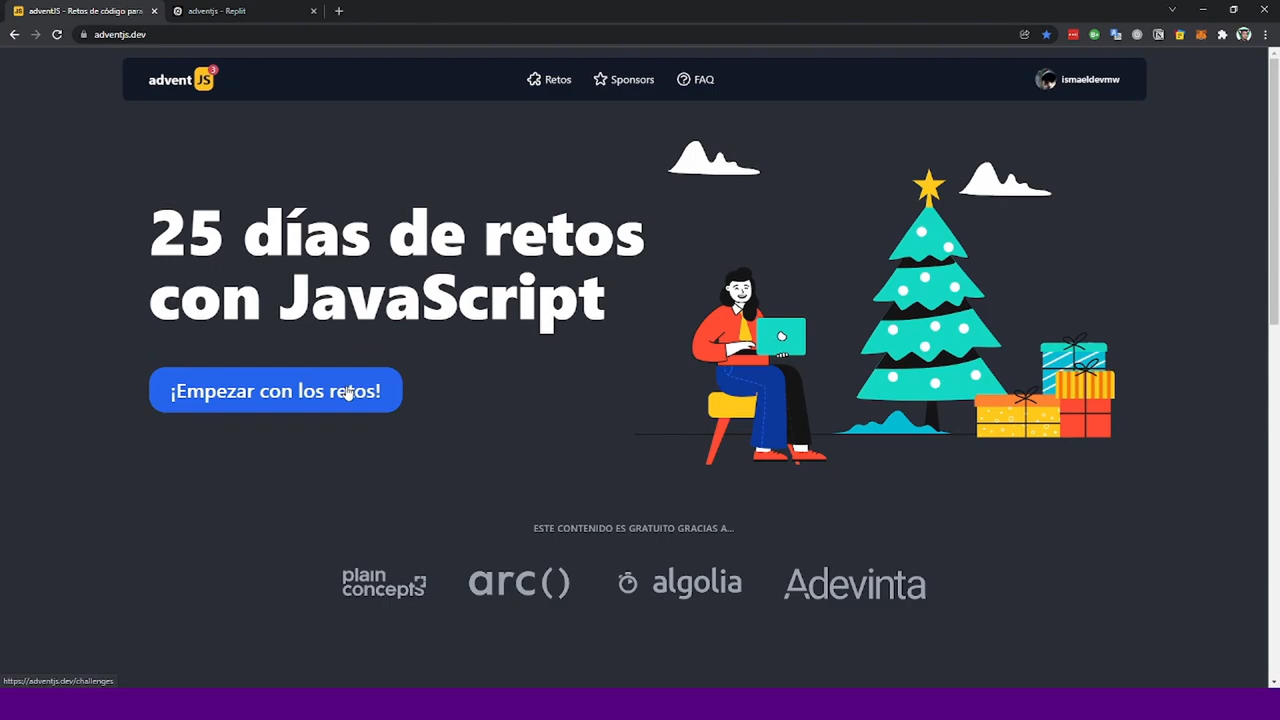 adventJS - Retos de código para
adventjs - Replit
adventjs.dev
advent JS 3
Retos
Sponsors
FAQ
ismaeldevmw
25 días de retos
con JavaScript
¡Empezar con los retos!
ESTE CONTENIDO ES GRATUITO GRACIAS A...
plain
concepts
arc()
algolia
Adevinta
https://adventjs.dev/challenges